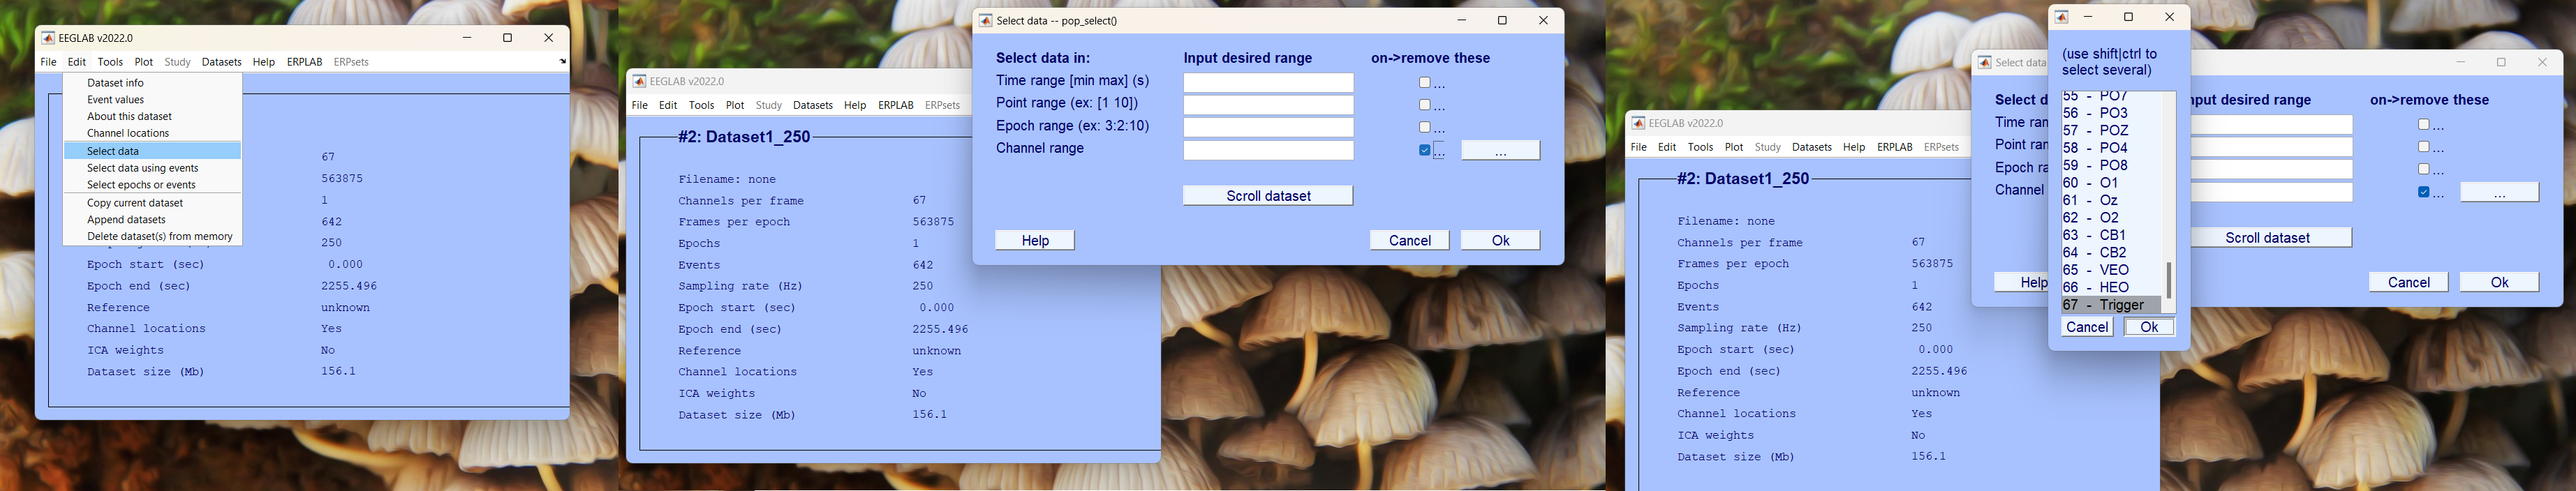 EEGLAB v2022.0
File Edit Tools Plot Study Datasets Help ERPLAB ERPsets
Dataset info
Event values
About this dataset
Channel locations
Select data
Select data using events
Select epochs or events
Copy current dataset
Append datasets
Delete dataset(s) from memory
67
563875
1
642
250
Epoch start (sec) 0.000
Epoch end (sec) 2255.496
Reference unknown
Channel locations Yes
ICA weights No
Dataset size (Mb) 156.1
EEGLAB v2022.0
File Edit Tools Plot Study Datasets Help ERPLAB ERPsets
#2: Dataset1_250
Filename: none
Channels per frame 67
Frames per epoch 563875
Epochs 1
Events 642
Sampling rate (Hz) 250
Epoch start (sec) 0.000
Epoch end (sec) 2255.496
Reference unknown
Channel locations Yes
ICA weights No
Dataset size (Mb) 156.1
Select data -- pop_select()
Select data in: Input desired range on->remove these
Time range [min max] (s) ...
Point range (ex: [1 10]) ...
Epoch range (ex: 3:2:10) ...
Channel range ... ...
Scroll dataset
Help Cancel Ok
EEGLAB v2022.0
File Edit Tools Plot Study Datasets Help ERPLAB ERPsets
#2: Dataset1_250
Filename: none
Channels per frame 67
Frames per epoch 563875
Epochs 1
Events 642
Sampling rate (Hz) 250
Epoch start (sec) 0.000
Epoch end (sec) 2255.496
Reference unknown
Channel locations Yes
ICA weights No
Dataset size (Mb) 156.1
Select data
Select d nput desired range on->remove these
Time ran ...
Point ran ...
Epoch ra ...
Channel ... ...
Scroll dataset
Help Cancel Ok
(use shift|ctrl to
select several)
55 - PO7
56 - PO3
57 - POZ
58 - PO4
59 - PO8
60 - O1
61 - Oz
62 - O2
63 - CB1
64 - CB2
65 - VEO
66 - HEO
67 - Trigger
Cancel Ok